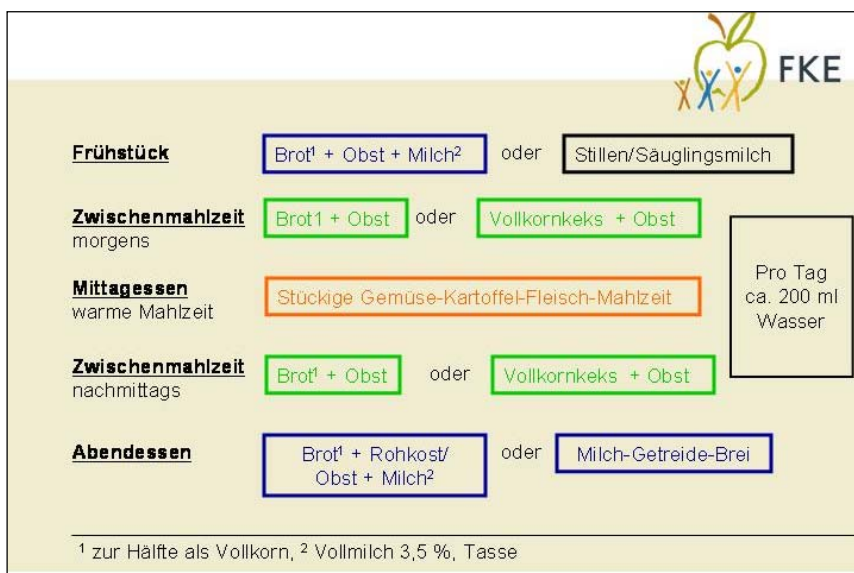 FKE
Frühstück Brot¹ + Obst + Milch² oder Stillen/Säuglingsmilch
Zwischenmahlzeit Brot1 + Obst oder Vollkornkeks + Obst
morgens
Mittagessen Stückige Gemüse-Kartoffel-Fleisch-Mahlzeit
warme Mahlzeit
Zwischenmahlzeit Brot¹ + Obst oder Vollkornkeks + Obst
nachmittags
Pro Tag
ca. 200 ml
Wasser
Abendessen Brot¹ + Rohkost/ oder Milch-Getreide-Brei
Obst + Milch²
¹ zur Hälfte als Vollkorn, ² Vollmilch 3,5 %, Tasse